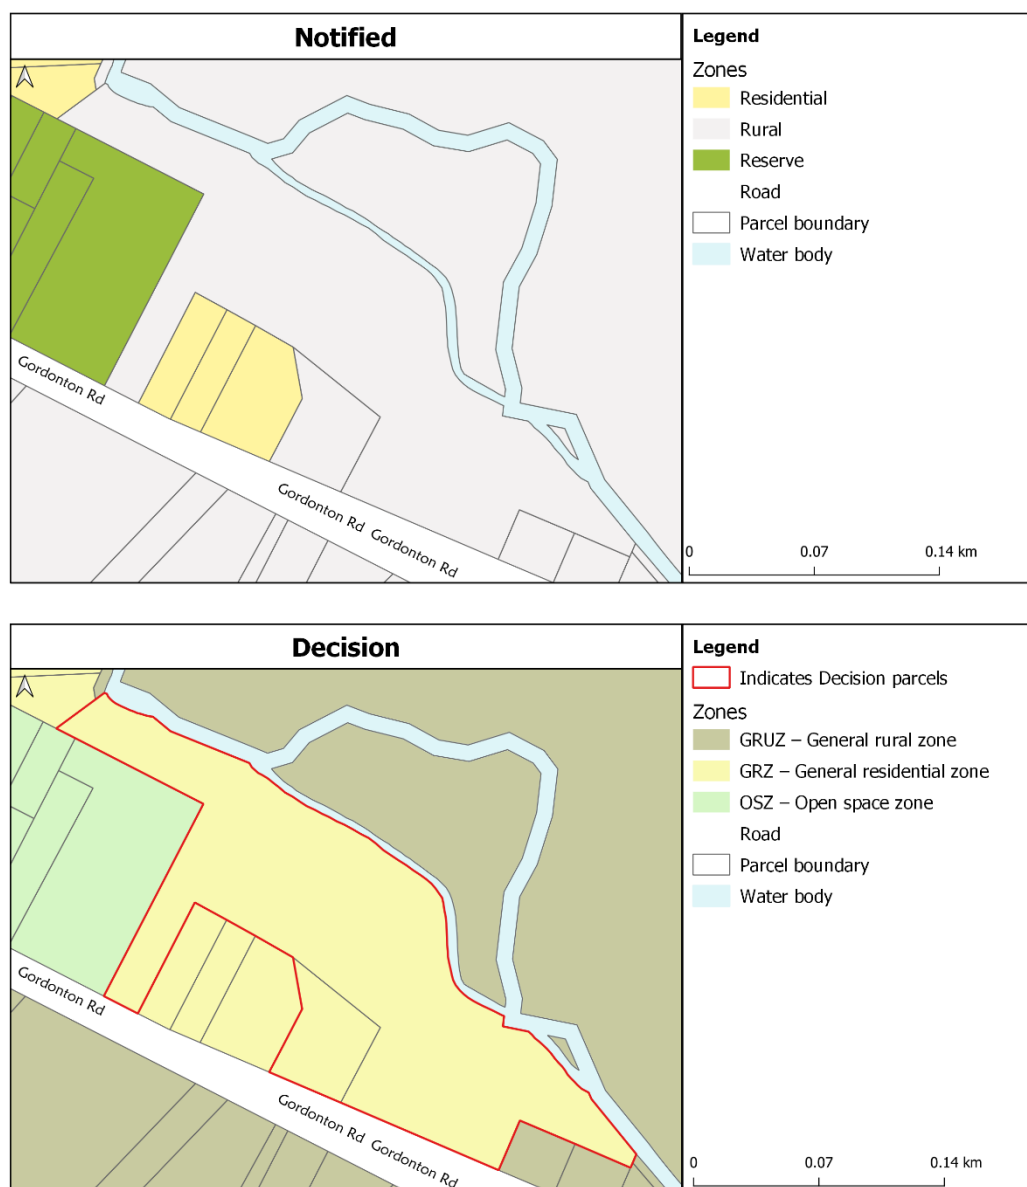 Notified
Gordonton Rd
Gordonton Rd Gordonton Rd
Legend
Zones
Residential
Rural
Reserve
Road
Parcel boundary
Water body
0 0.07 0.14 km
Decision
Gordonton Rd
Gordonton Rd Gordonton Rd
Legend
Indicates Decision parcels
Zones
GRUZ – General rural zone
GRZ – General residential zone
OSZ – Open space zone
Road
Parcel boundary
Water body
0 0.07 0.14 km